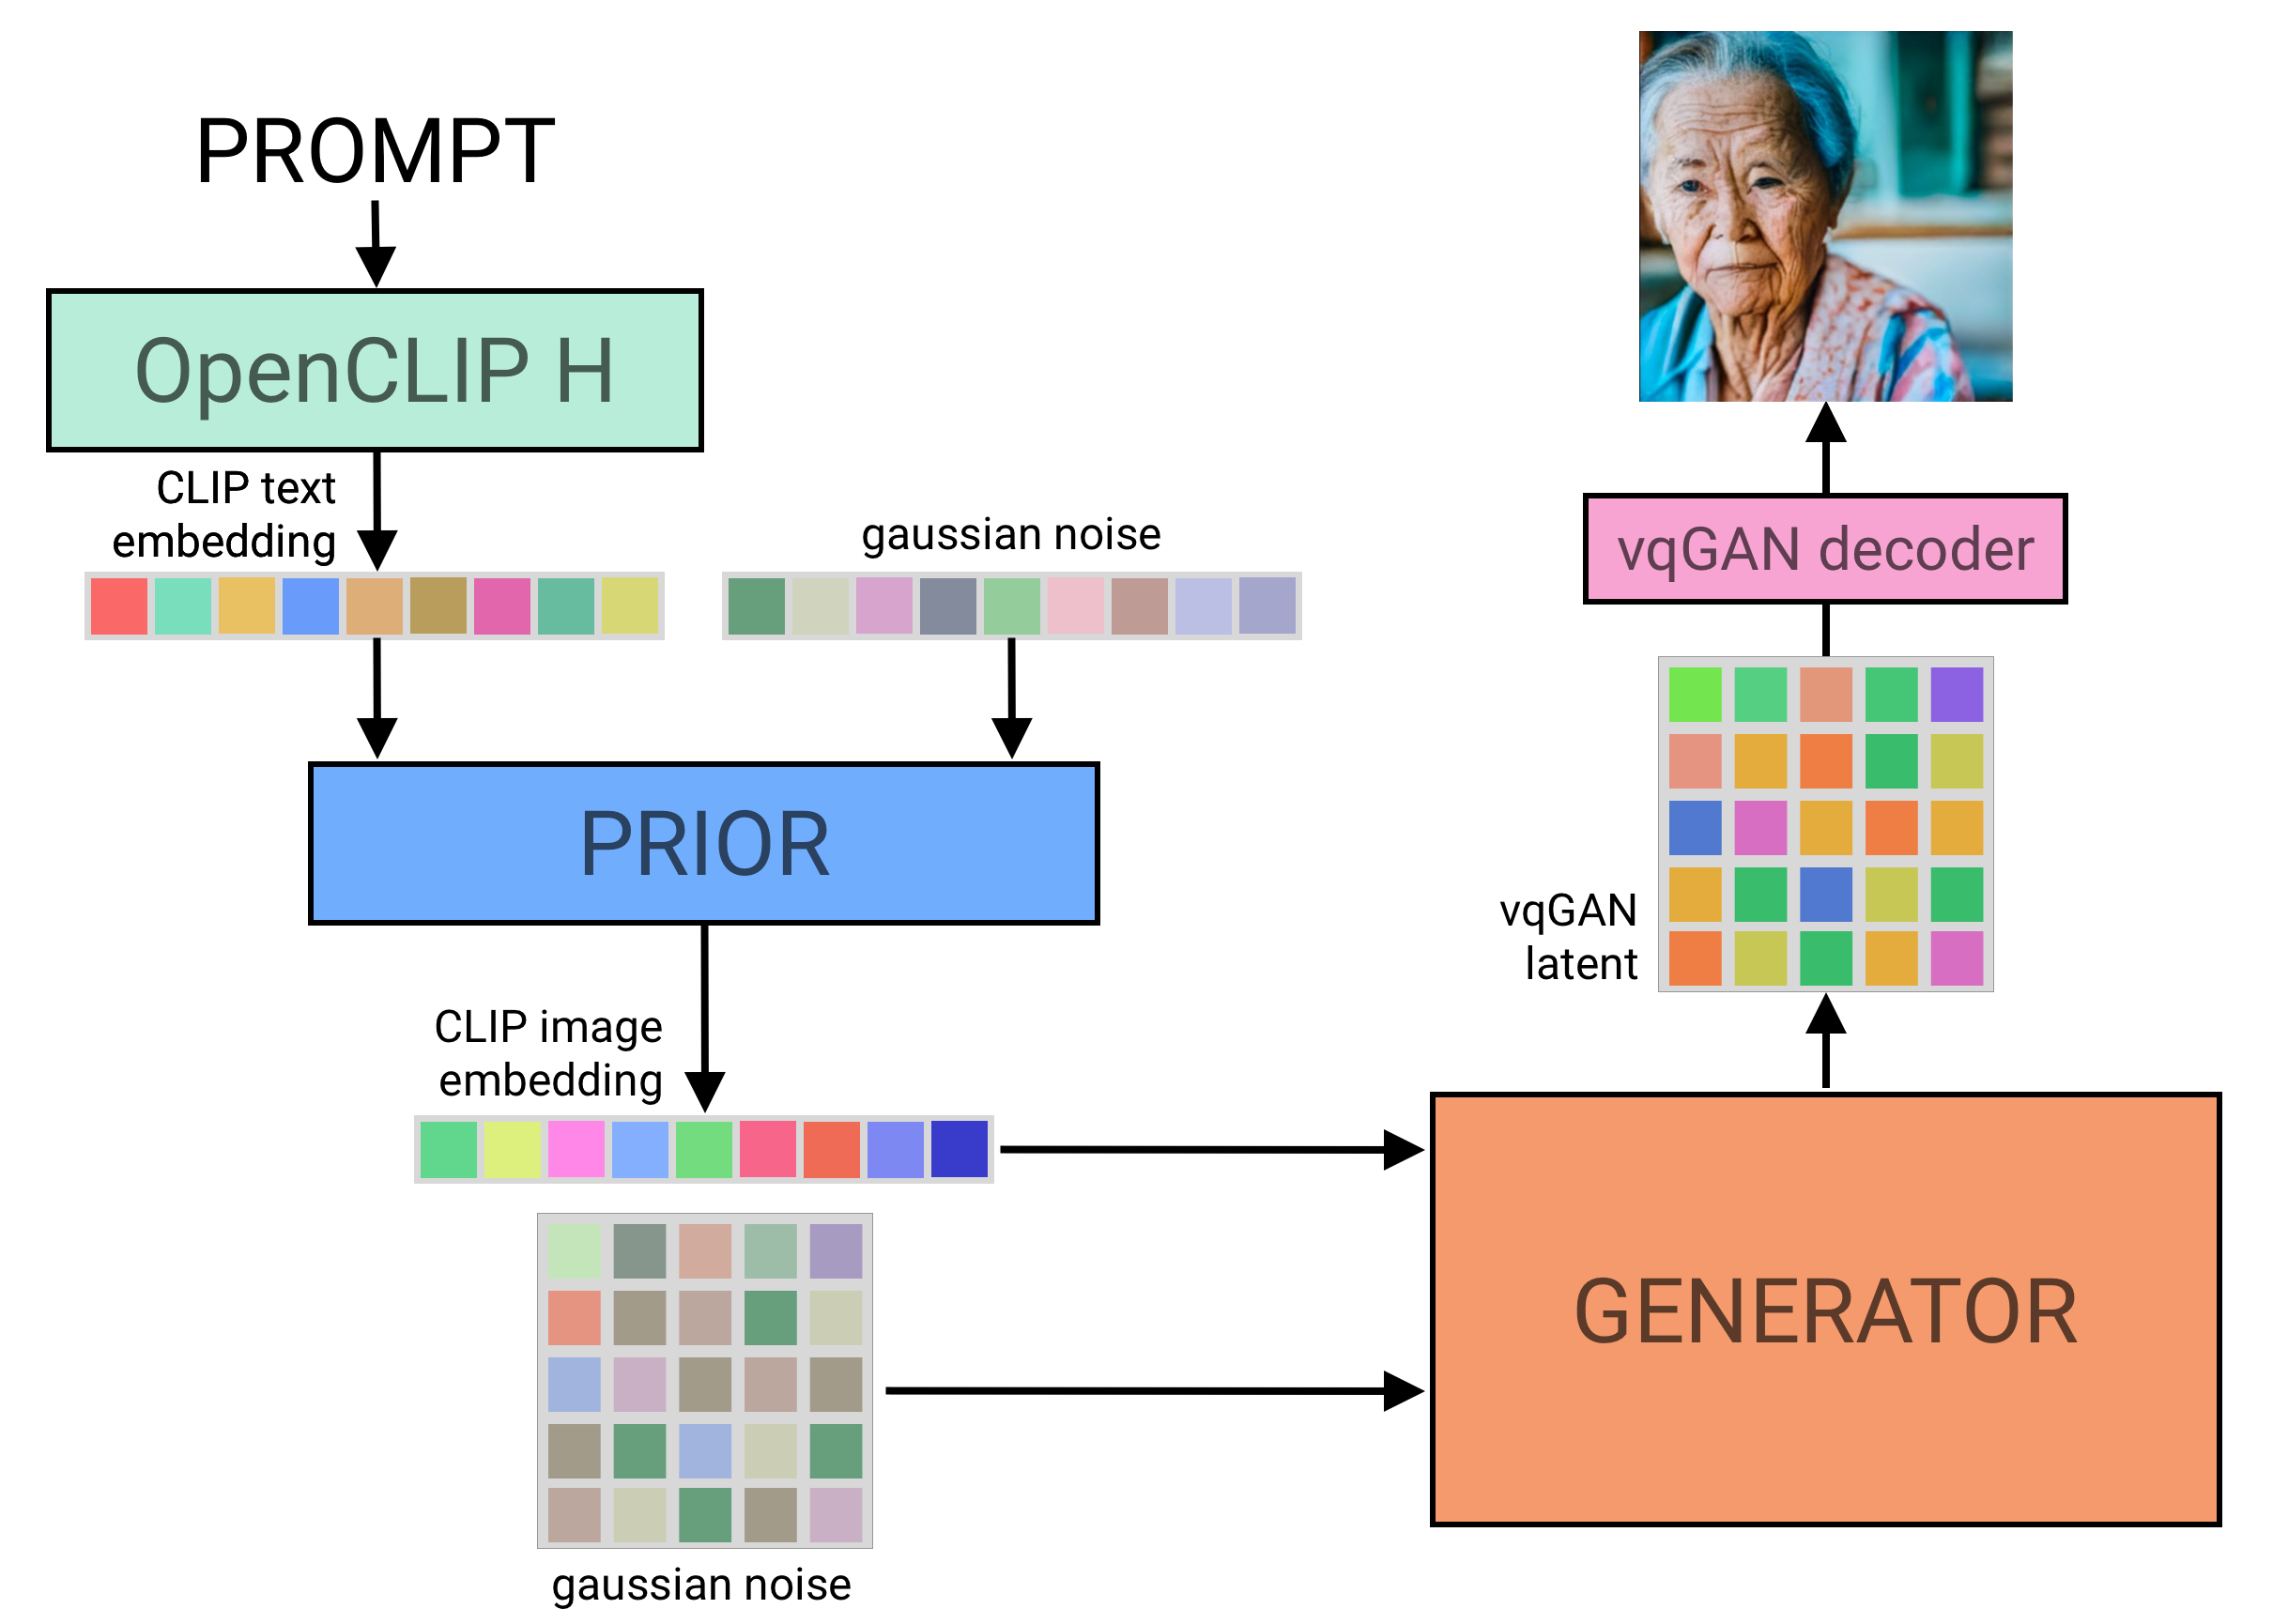 PROMPT
OpenCLIP H
CLIP text
embedding
gaussian noise
PRIOR
CLIP image
embedding
gaussian noise
GENERATOR
vqGAN
latent
vqGAN decoder